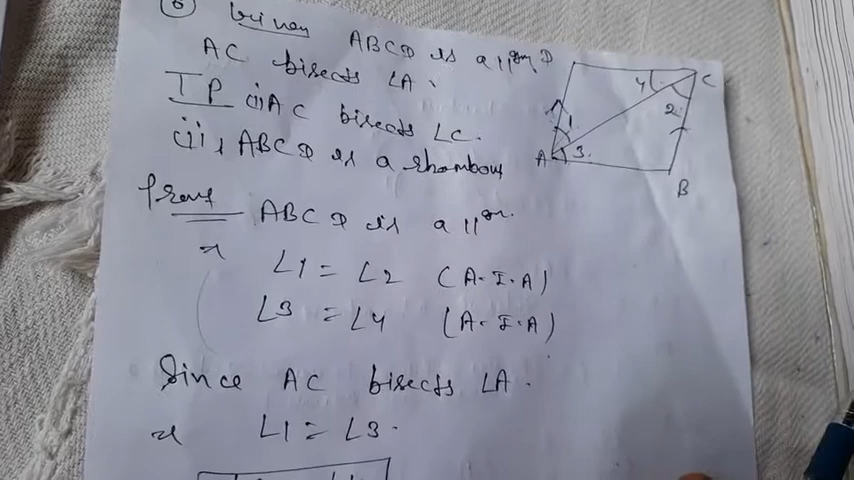 6 Given ABCD is a ||gm D
AC bisects ∠A.
TP (i) AC bisects ∠C.
(ii) ABCD is a rhombus
4 C
1 2
A 3.
B
Proof ABCD is a ||gm.
∠1 = ∠2 (A.I.A)
∠3 = ∠4 (A.I.A)
Since AC bisects ∠A.
∠1 = ∠3.